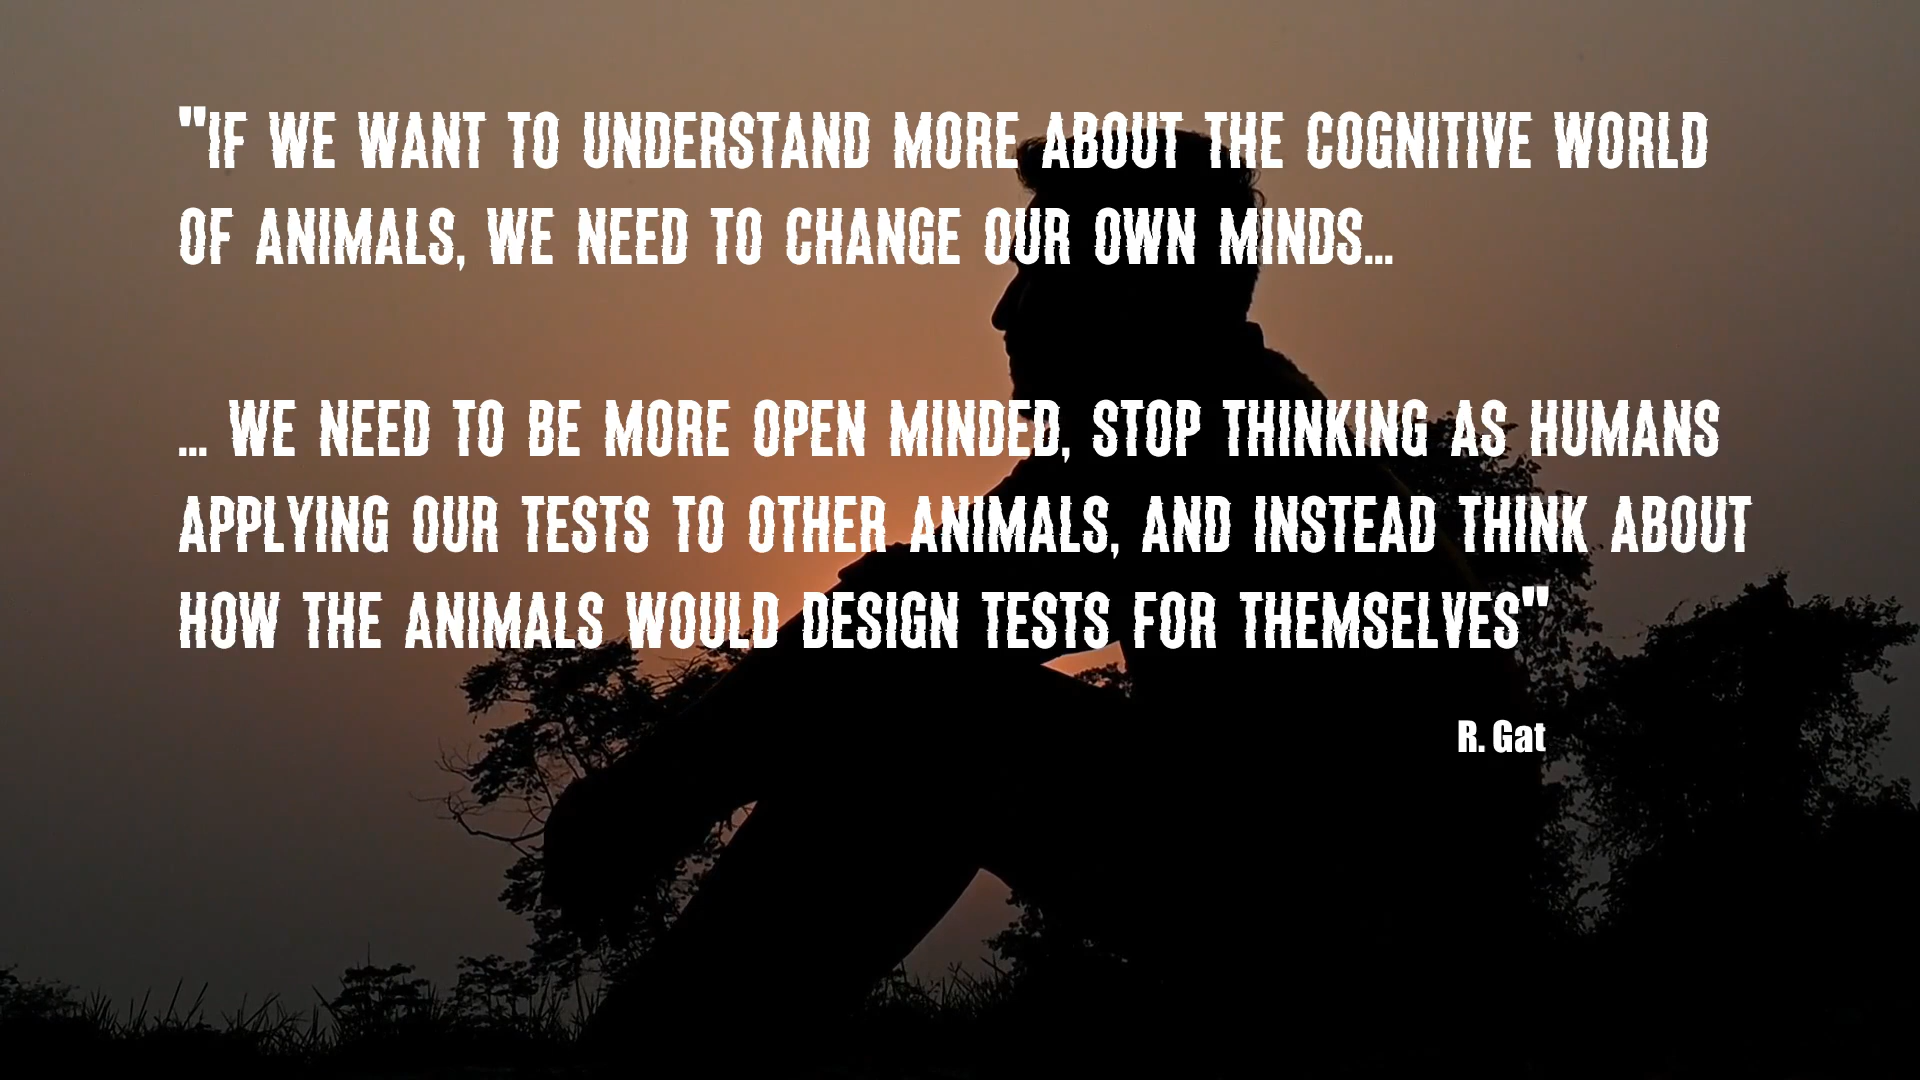 "IF WE WANT TO UNDERSTAND MORE ABOUT THE COGNITIVE WORLD
OF ANIMALS, WE NEED TO CHANGE OUR OWN MINDS...
... WE NEED TO BE MORE OPEN MINDED, STOP THINKING AS HUMANS
APPLYING OUR TESTS TO OTHER ANIMALS, AND INSTEAD THINK ABOUT
HOW THE ANIMALS WOULD DESIGN TESTS FOR THEMSELVES"
R. Gat